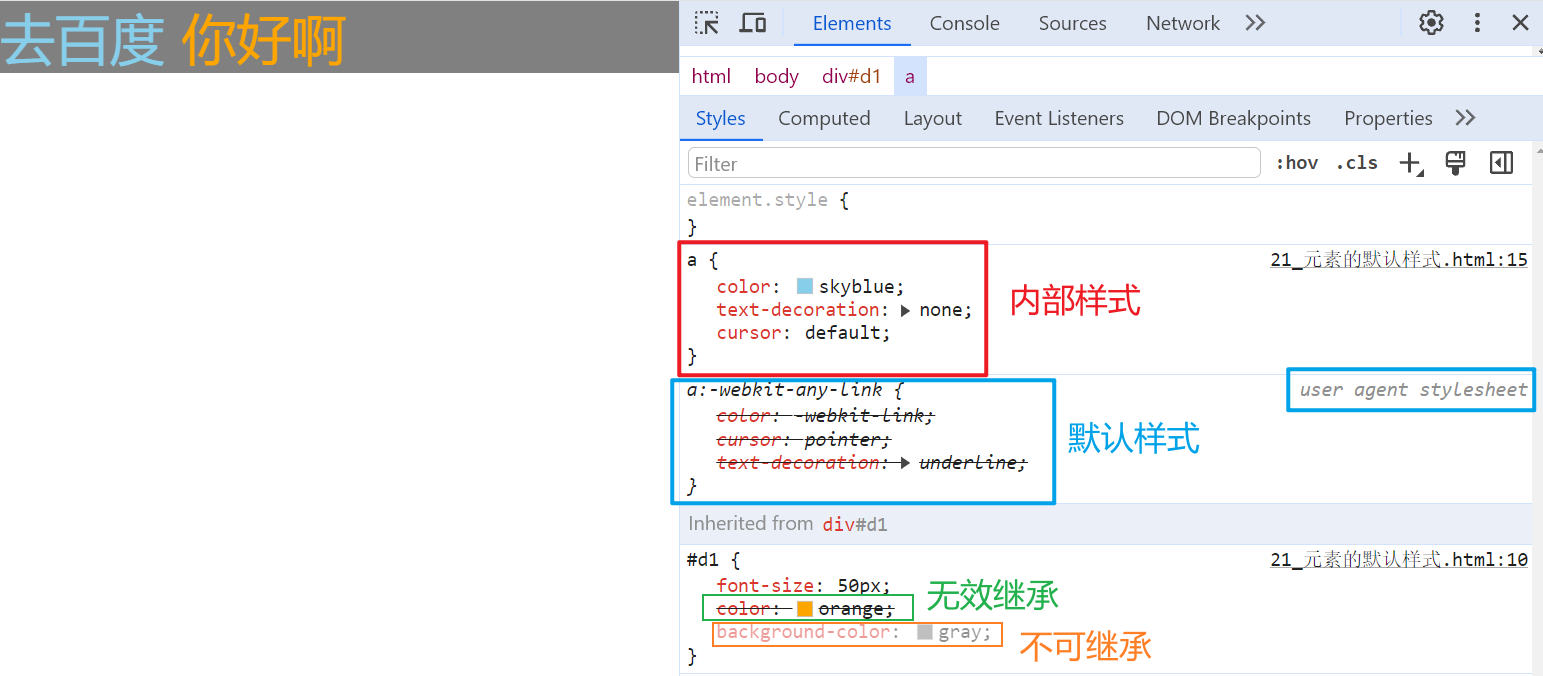 去百度 你好啊
Elements Console Sources Network
html body div#d1 a
Styles Computed Layout Event Listeners DOM Breakpoints Properties
Filter :hov .cls
element.style {
}
a { 21_元素的默认样式.html:15
color: skyblue;
text-decoration: none;
cursor: default;
}
内部样式
a:-webkit-any-link { user agent stylesheet
color: -webkit-link;
cursor: pointer;
text-decoration: underline;
}
默认样式
Inherited from div#d1
#d1 { 21_元素的默认样式.html:10
font-size: 50px;
color: orange; 无效继承
background-color: gray; 不可继承
}